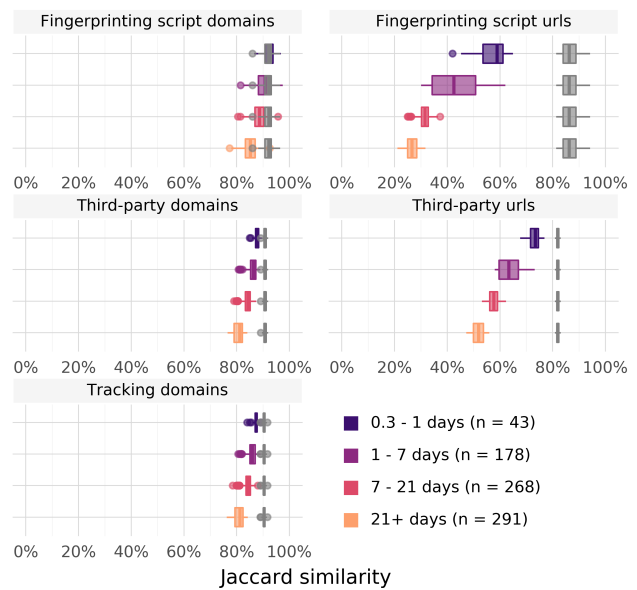 Fingerprinting script domains
Fingerprinting script urls
0% 20% 40% 60% 80% 100%
0% 20% 40% 60% 80% 100%
Third-party domains
Third-party urls
0% 20% 40% 60% 80% 100%
0% 20% 40% 60% 80% 100%
Tracking domains
0.3 - 1 days (n = 43)
1 - 7 days (n = 178)
7 - 21 days (n = 268)
21+ days (n = 291)
0% 20% 40% 60% 80% 100%
Jaccard similarity